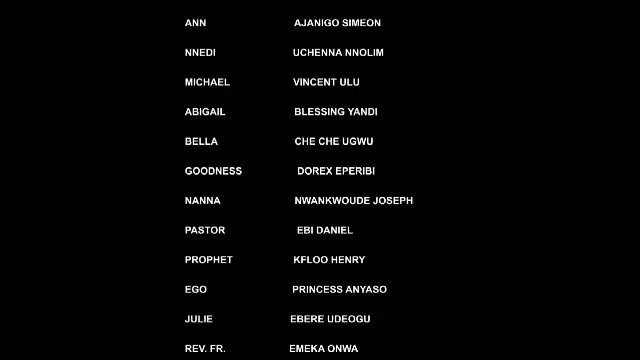 ANN AJANIGO SIMEON
NNEDI UCHENNA NNOLIM
MICHAEL VINCENT ULU
ABIGAIL BLESSING YANDI
BELLA CHE CHE UGWU
GOODNESS DOREX EPERIBI
NANNA NWANKWOUDE JOSEPH
PASTOR EBI DANIEL
PROPHET KFLOO HENRY
EGO PRINCESS ANYASO
JULIE EBERE UDEOGU
REV. FR. EMEKA ONWA